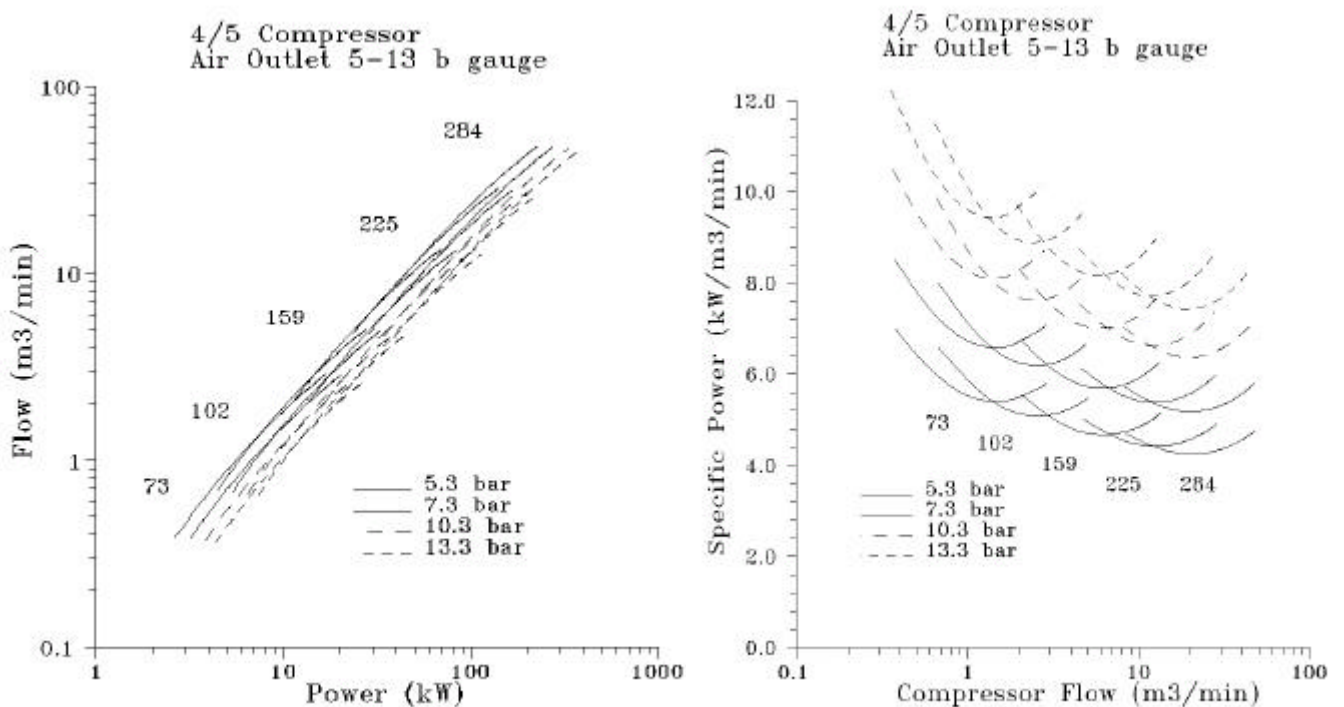 4/5 Compressor
Air Outlet 5-13 b gauge
100
10
1
0.1
Flow (m3/min)
284
225
159
102
73
5.3 bar
7.3 bar
10.3 bar
13.3 bar
1
10
100
1000
Power (kW)
4/5 Compressor
Air Outlet 5-13 b gauge
12.0
10.0
8.0
6.0
4.0
2.0
0.0
Specific Power (kW/m3/min)
73
102
159
225
284
5.3 bar
7.3 bar
10.3 bar
13.3 bar
0.1
1
10
100
Compressor Flow (m3/min)